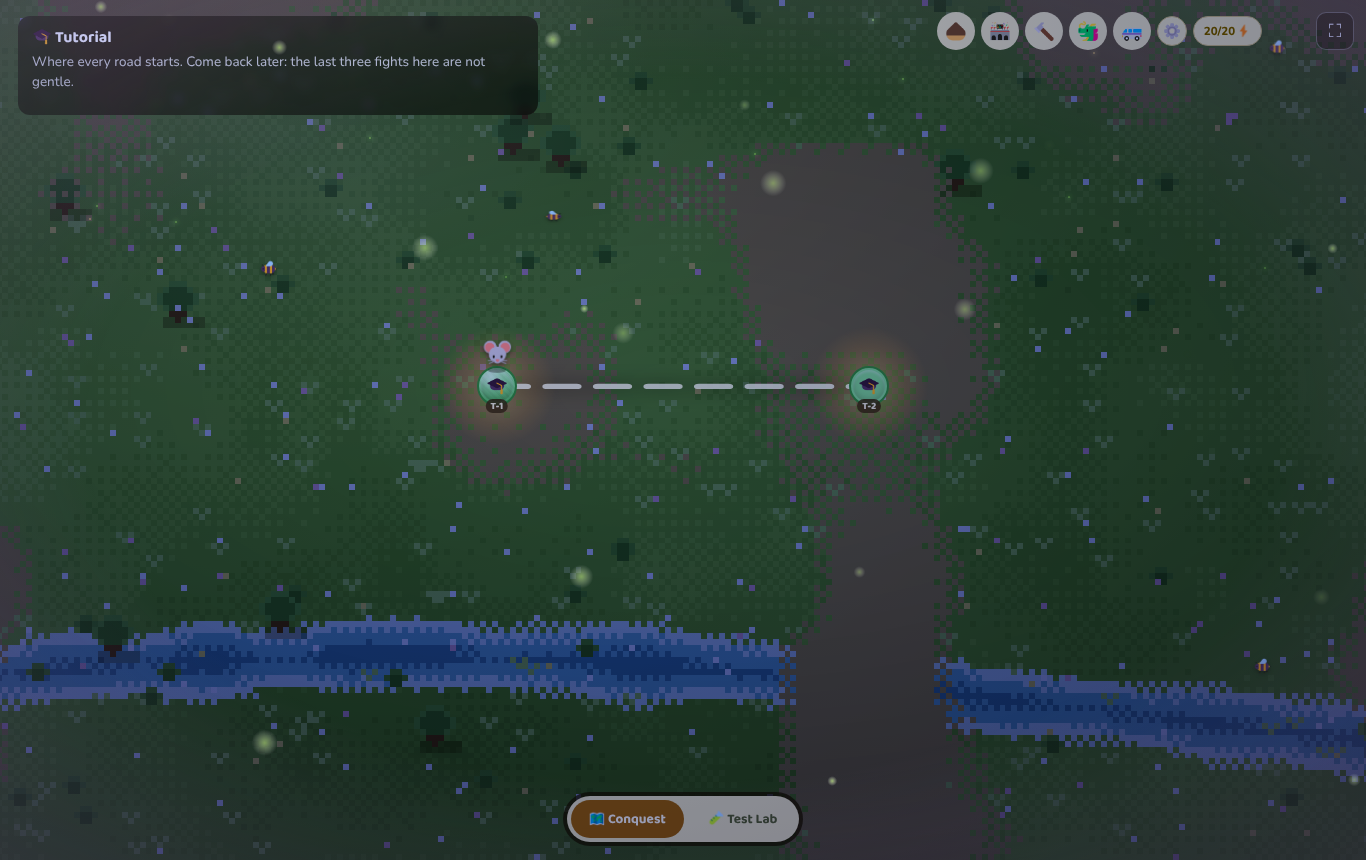 Tutorial
Where every road starts. Come back later: the last three fights here are not
gentle.
20/20
T-1
T-2
Conquest
Test Lab